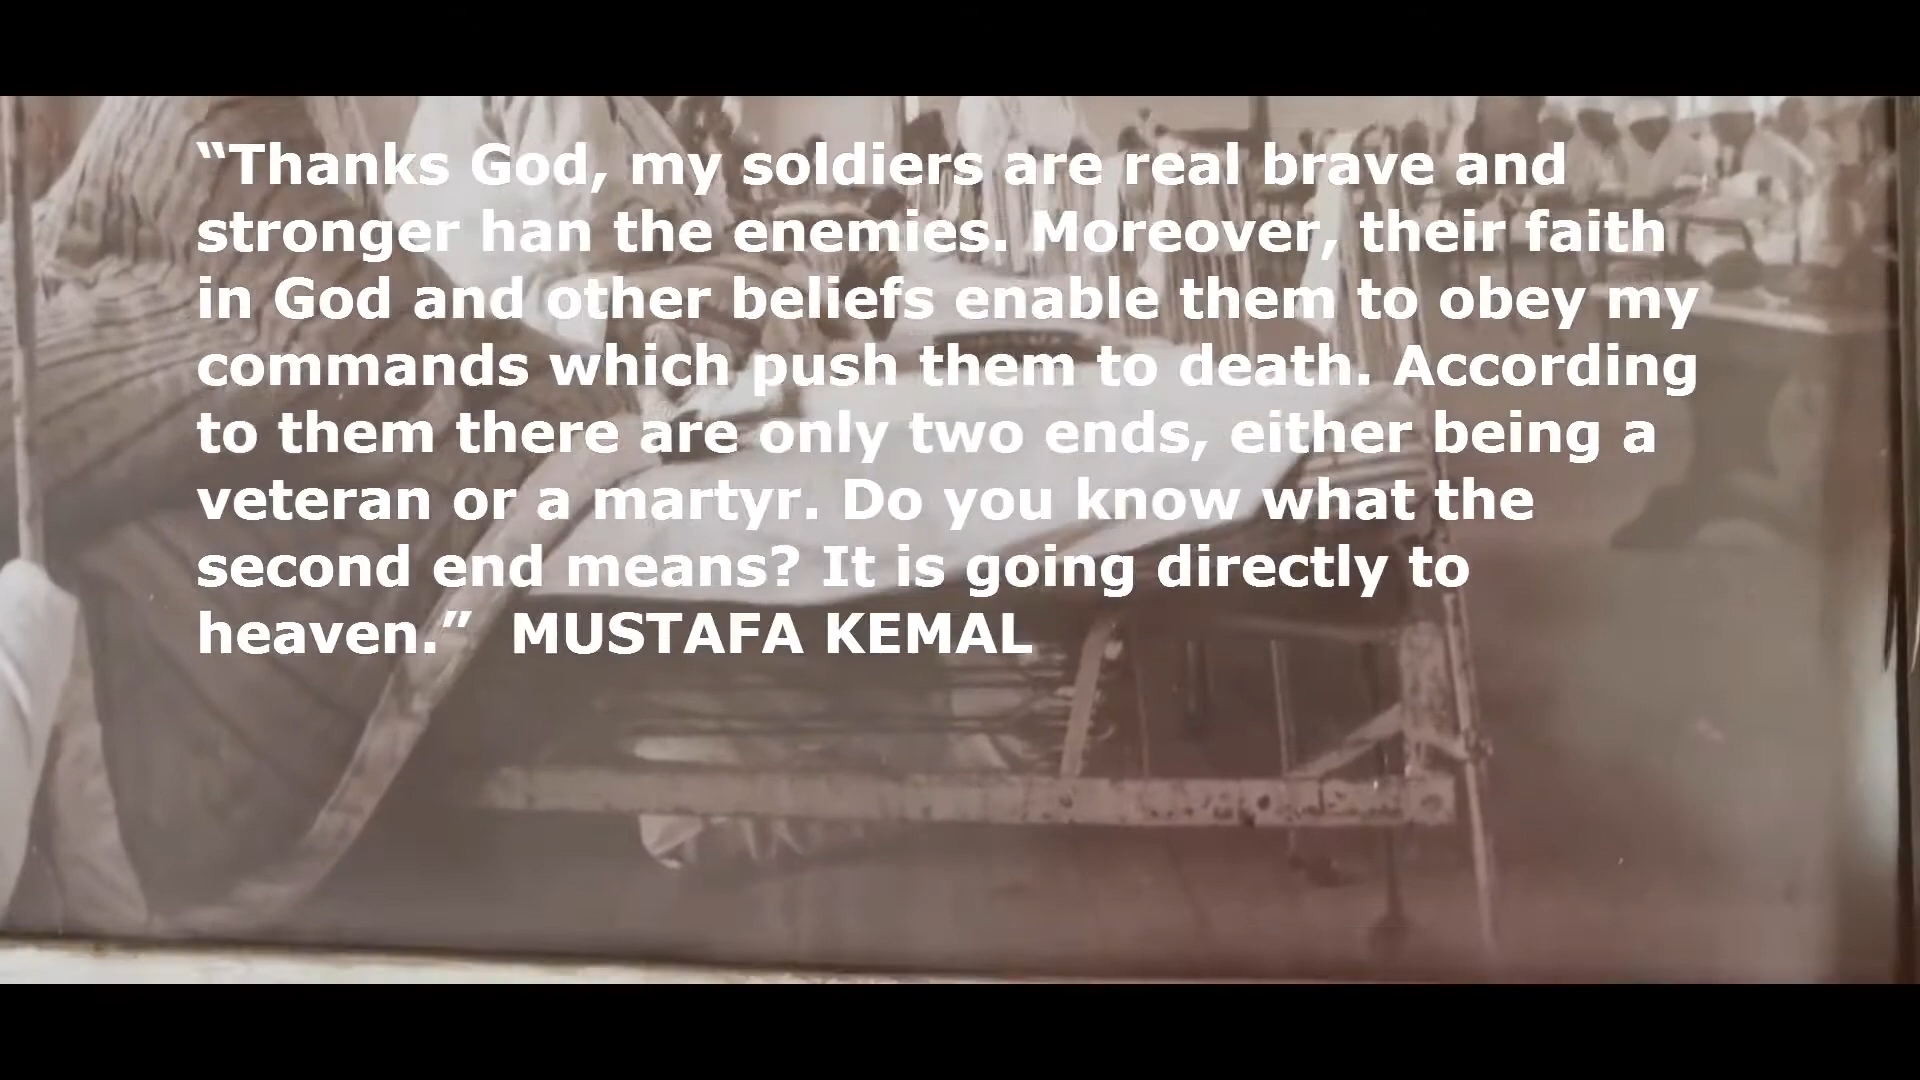 “Thanks God, my soldiers are real brave and
stronger han the enemies. Moreover, their faith
in God and other beliefs enable them to obey my
commands which push them to death. According
to them there are only two ends, either being a
veteran or a martyr. Do you know what the
second end means? It is going directly to
heaven.”  MUSTAFA KEMAL